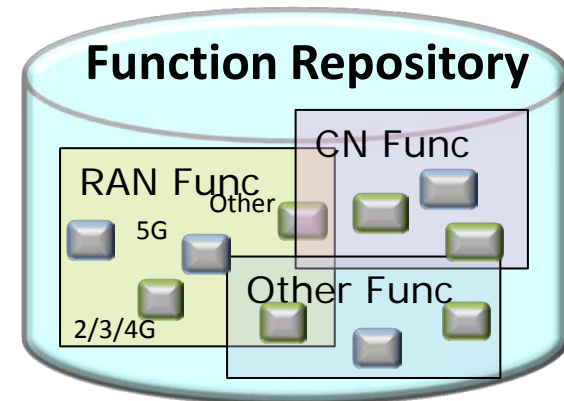 Function Repository
CN Func
RAN Func
Other
5G
Other Func
2/3/4G